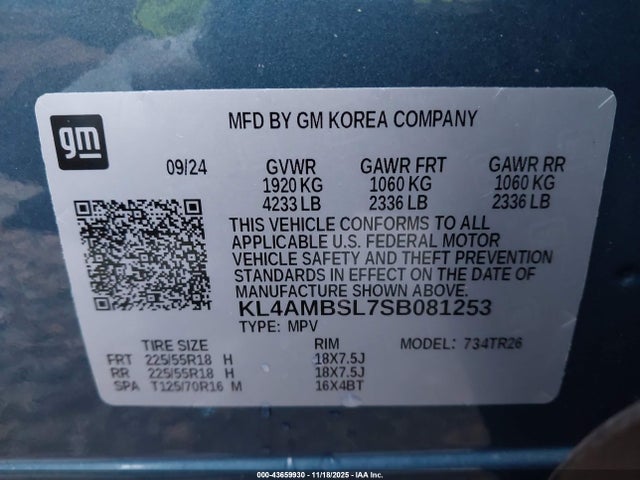 gm
MFD BY GM KOREA COMPANY
09/24 GVWR GAWR FRT GAWR RR
1920 KG 1060 KG 1060 KG
4233 LB 2336 LB 2336 LB
THIS VEHICLE CONFORMS TO ALL
APPLICABLE U.S. FEDERAL MOTOR
VEHICLE SAFETY AND THEFT PREVENTION
STANDARDS IN EFFECT ON THE DATE OF
MANUFACTURE SHOWN ABOVE.
KL4AMBSL7SB081253
TYPE: MPV
TIRE SIZE RIM MODEL: 734TR26
FRT 225/55R18 H 18X7.5J
RR 225/55R18 H 18X7.5J
SPA T125/70R16 M 16X4BT
000-43659930 - 11/18/2025 - IAA Inc.